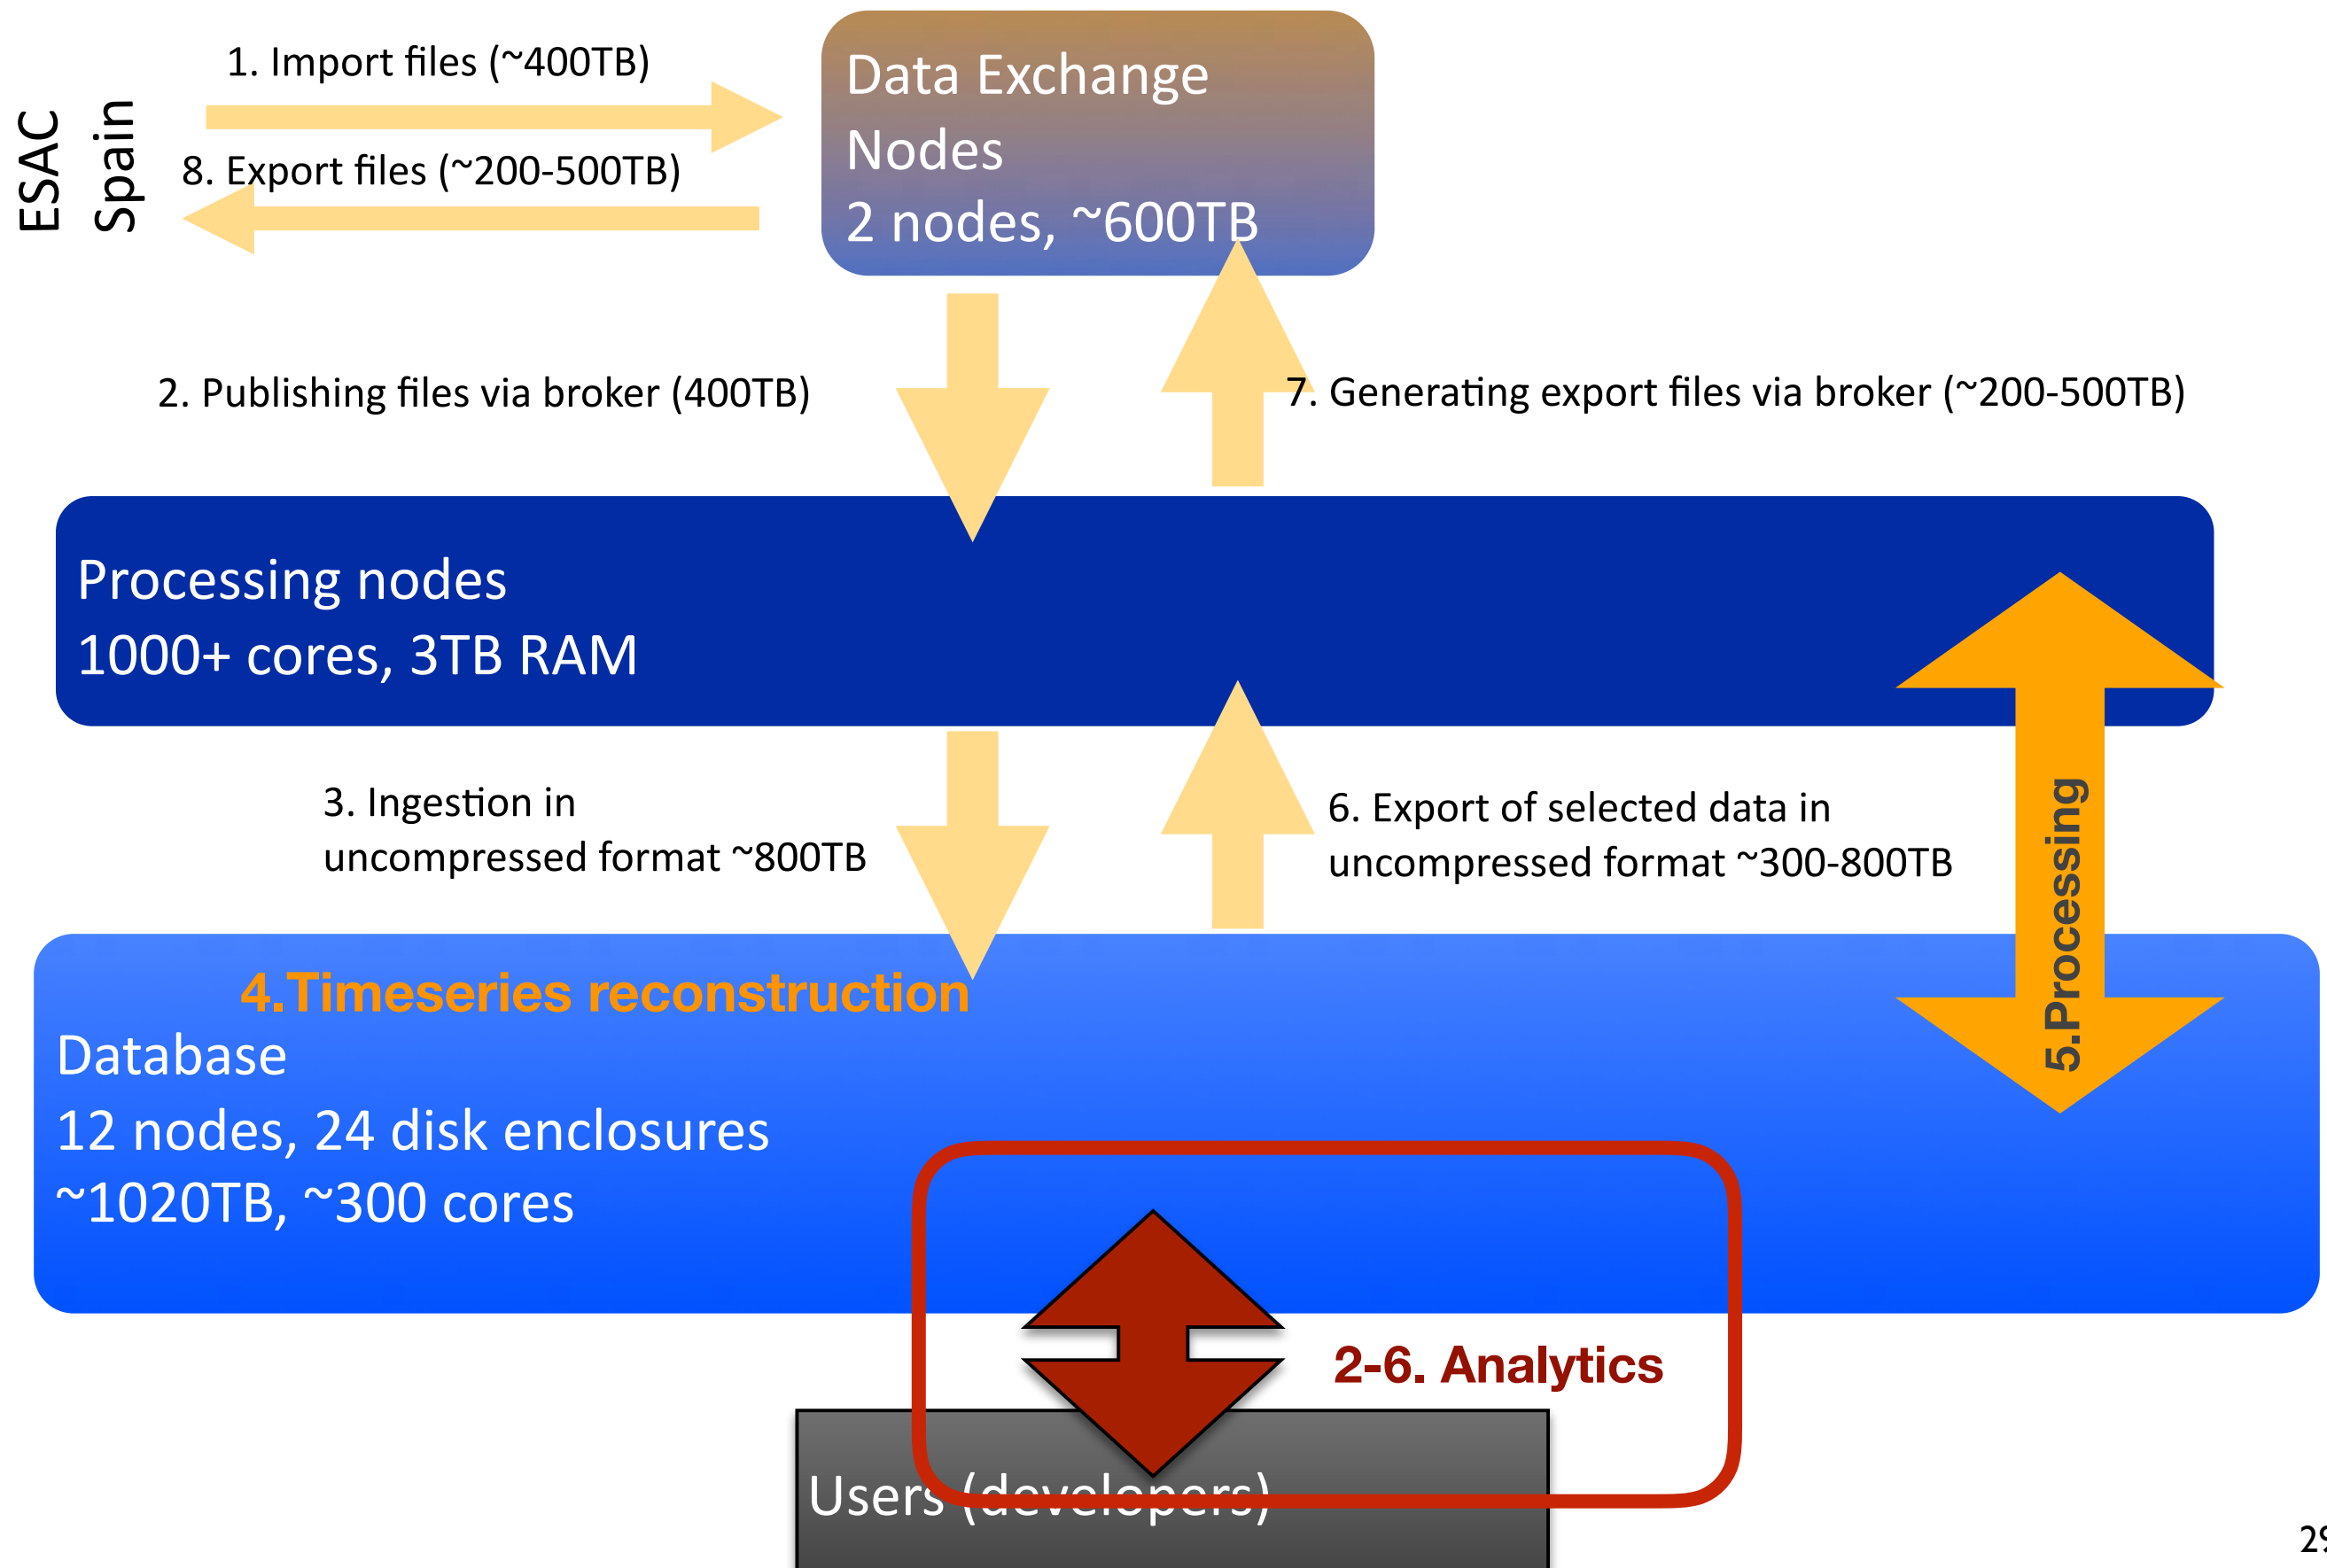 ESAC
Spain
1. Import files (~400TB)
8. Export files (~200-500TB)
Data Exchange
Nodes
2 nodes, ~600TB
2. Publishing files via broker (400TB)
7. Generating export files via broker (~200-500TB)
Processing nodes
1000+ cores, 3TB RAM
3. Ingestion in
uncompressed format ~800TB
6. Export of selected data in
uncompressed format ~300-800TB
5.Processing
4.Timeseries reconstruction
Database
12 nodes, 24 disk enclosures
~1020TB, ~300 cores
2-6. Analytics
Users (developers)
29